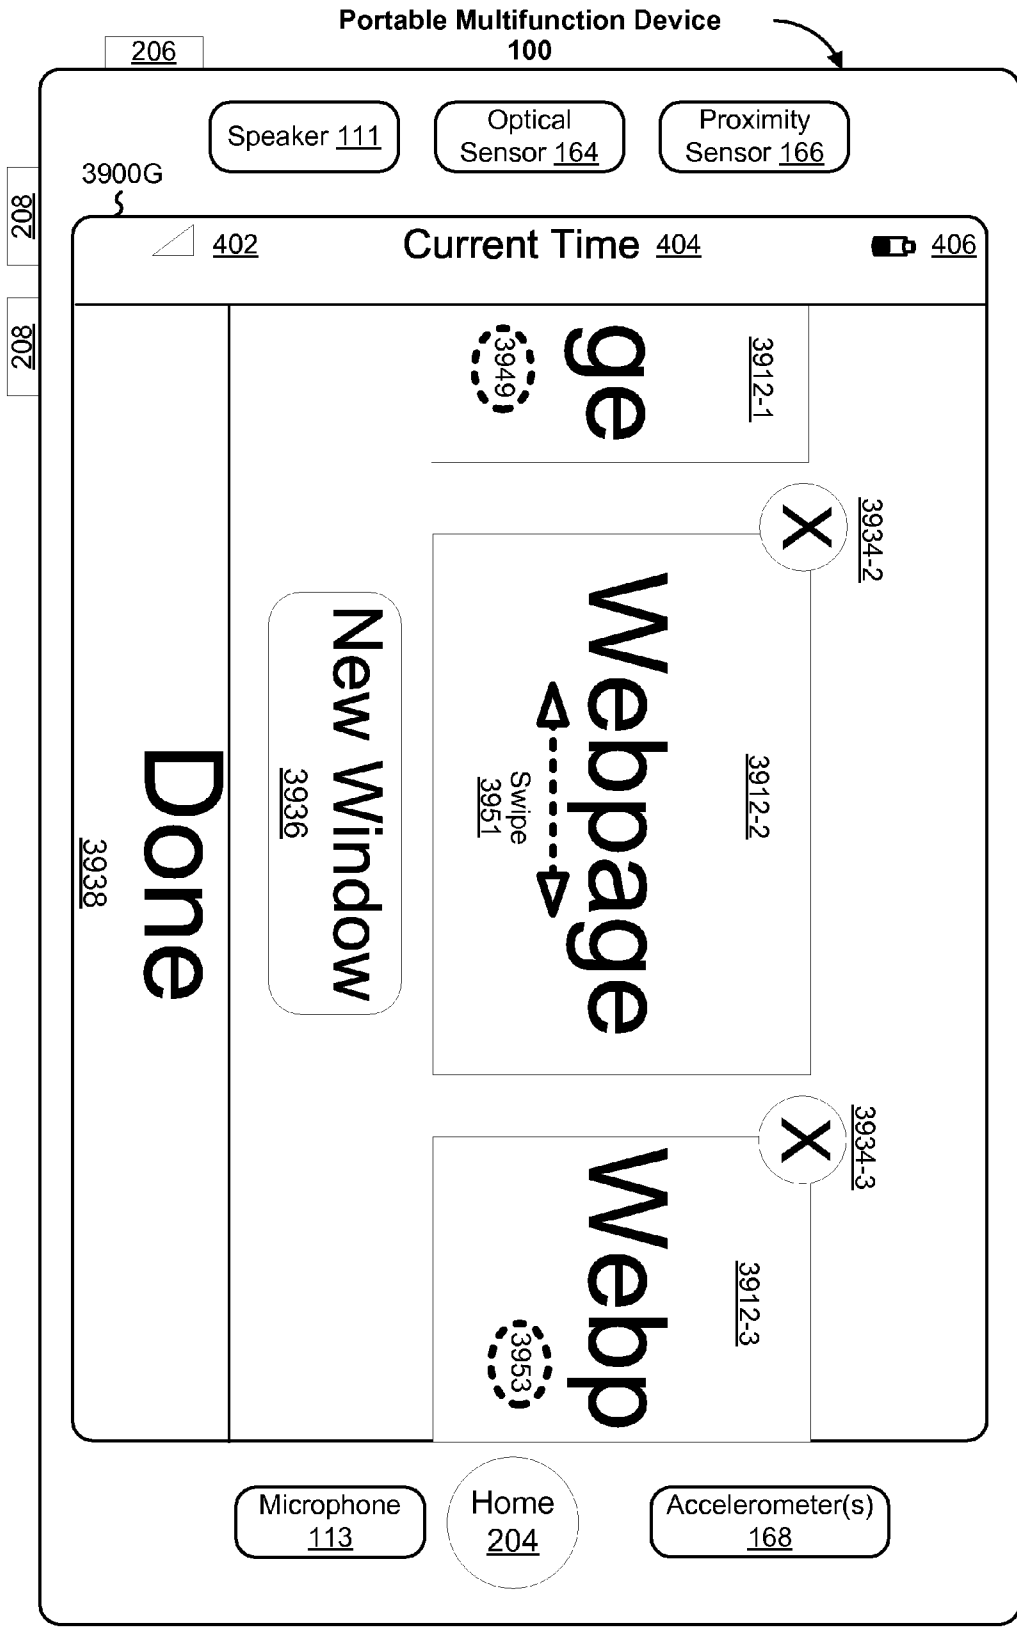 Portable Multifunction Device
100
206
Speaker 111
Optical
Sensor 164
Proximity
Sensor 166
3900G
208
208
402
Current Time 404
406
3912-1
ge
3949
3934-2
X
3912-2
Webpage
Swipe
3951
New Window
3936
3934-3
X
3912-3
Webp
3953
Done
3938
Microphone
113
Home
204
Accelerometer(s)
168